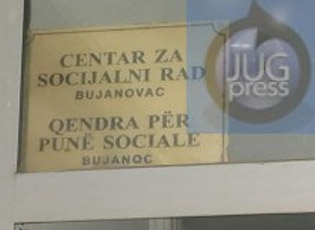 CENTAR ZA
SOCIJALNI RAD
BUJANOVAC
QENDRA PËR
PUNË SOCIALE
BUJANOC
JUG
press